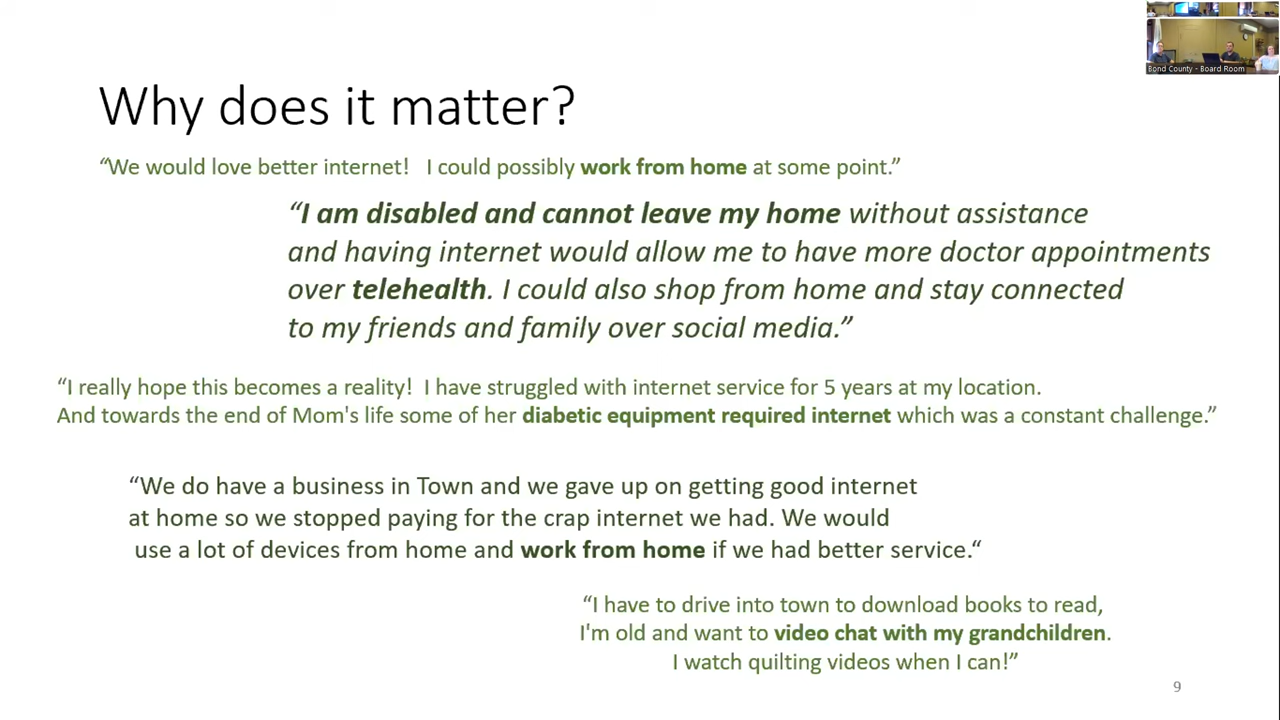 Bond County - Board Room
Why does it matter?
“We would love better internet!   I could possibly work from home at some point.”
“I am disabled and cannot leave my home without assistance
and having internet would allow me to have more doctor appointments
over telehealth. I could also shop from home and stay connected
to my friends and family over social media.”
“I really hope this becomes a reality!  I have struggled with internet service for 5 years at my location.
And towards the end of Mom's life some of her diabetic equipment required internet which was a constant challenge.”
“We do have a business in Town and we gave up on getting good internet
at home so we stopped paying for the crap internet we had. We would
use a lot of devices from home and work from home if we had better service.“
“I have to drive into town to download books to read,
I'm old and want to video chat with my grandchildren.
I watch quilting videos when I can!”
9